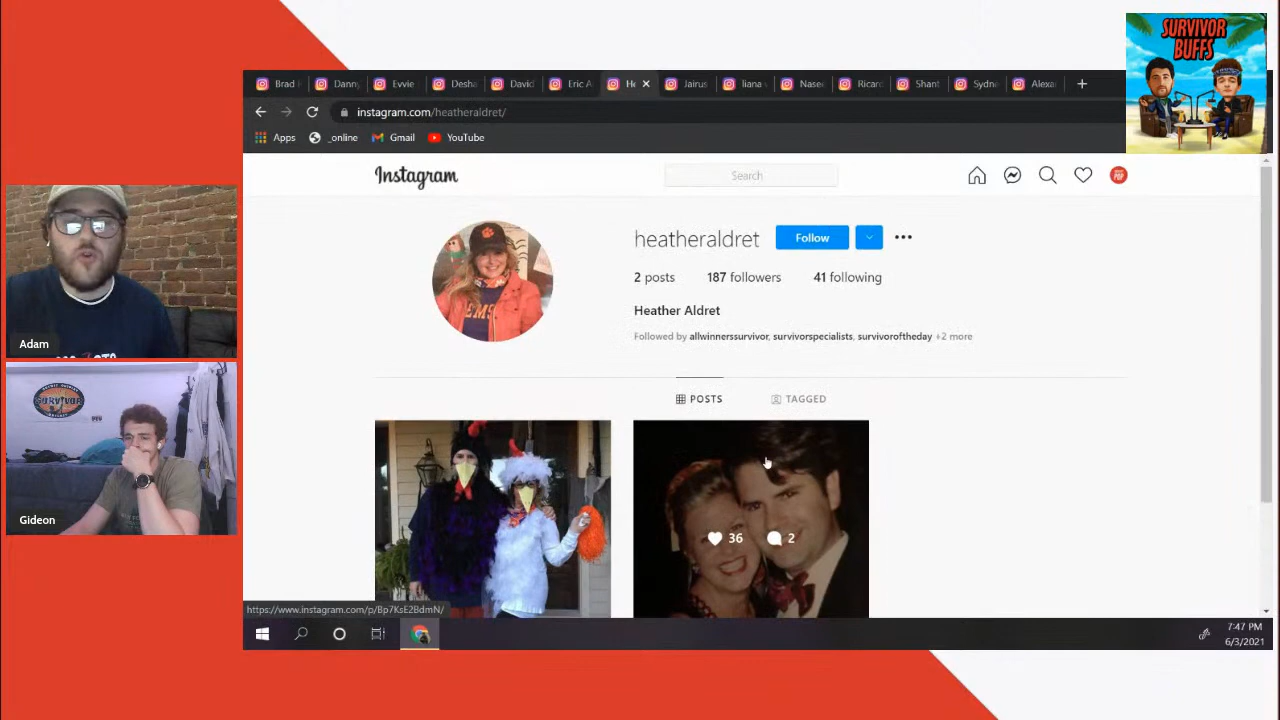 SURVIVOR
BUFFS
Brad
Danny
Evvie
Desha
David
Eric A
He
Jairus
liana
Nasee
Ricard
Shant
Sydne
Alexa
instagram.com/heatheraldret/
Apps
_online
Gmail
YouTube
Instagram
Search
POP
heatheraldret
Follow
2 posts
187 followers
41 following
Heather Aldret
Followed by allwinnerssurvivor, survivorspecialists, survivoroftheday +2 more
POSTS
TAGGED
36
2
Adam
SURVIVOR
Gideon
https://www.instagram.com/p/Bp7KsE2BdmN/
7:47 PM
6/3/2021